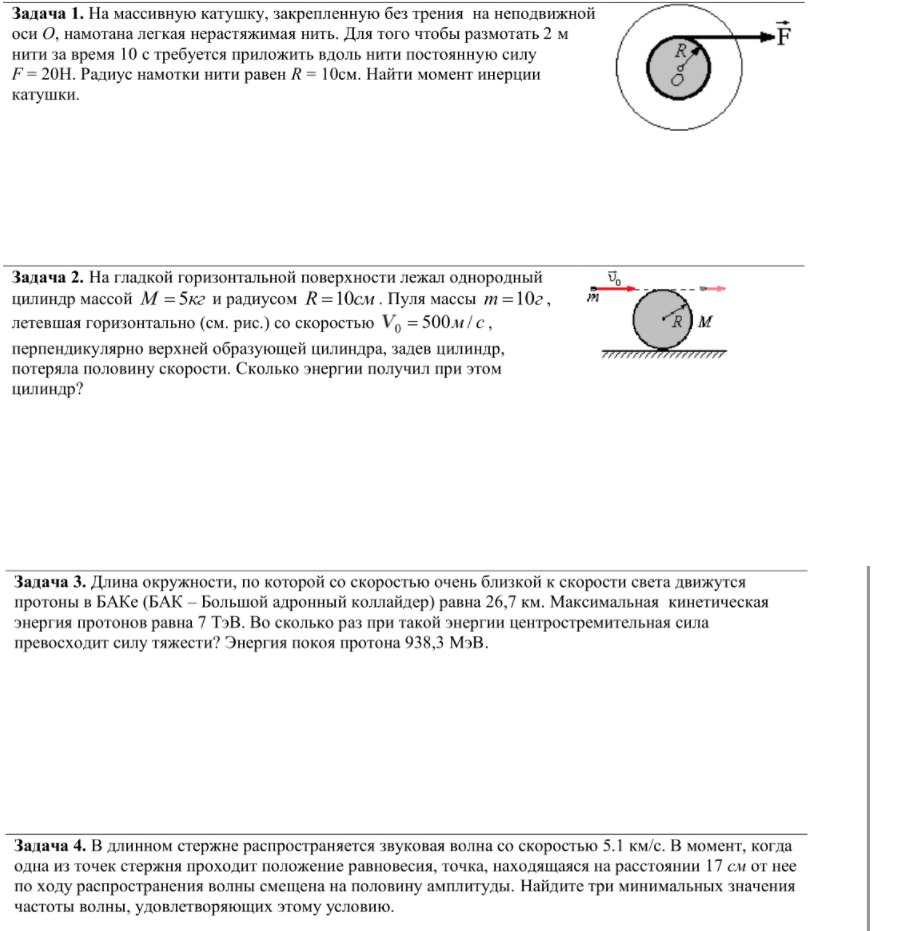 Задача 1. На массивную катушку, закрепленную без трения на неподвижной
оси O, намотана легкая нерастяжимая нить. Для того чтобы размотать 2 м
нити за время 10 с требуется приложить вдоль нити постоянную силу
F = 20Н. Радиус намотки нити равен R = 10см. Найти момент инерции
катушки.
R
O
F⃗
Задача 2. На гладкой горизонтальной поверхности лежал однородный
цилиндр массой M = 5кг и радиусом R = 10см . Пуля массы m = 10г ,
летевшая горизонтально (см. рис.) со скоростью V₀ = 500м / с ,
перпендикулярно верхней образующей цилиндра, задев цилиндр,
потеряла половину скорости. Сколько энергии получил при этом
цилиндр?
υ⃗₀
m
R M
Задача 3. Длина окружности, по которой со скоростью очень близкой к скорости света движутся
протоны в БАКе (БАК – Большой адронный коллайдер) равна 26,7 км. Максимальная кинетическая
энергия протонов равна 7 ТэВ. Во сколько раз при такой энергии центростремительная сила
превосходит силу тяжести? Энергия покоя протона 938,3 МэВ.
Задача 4. В длинном стержне распространяется звуковая волна со скоростью 5.1 км/с. В момент, когда
одна из точек стержня проходит положение равновесия, точка, находящаяся на расстоянии 17 см от нее
по ходу распространения волны смещена на половину амплитуды. Найдите три минимальных значения
частоты волны, удовлетворяющих этому условию.